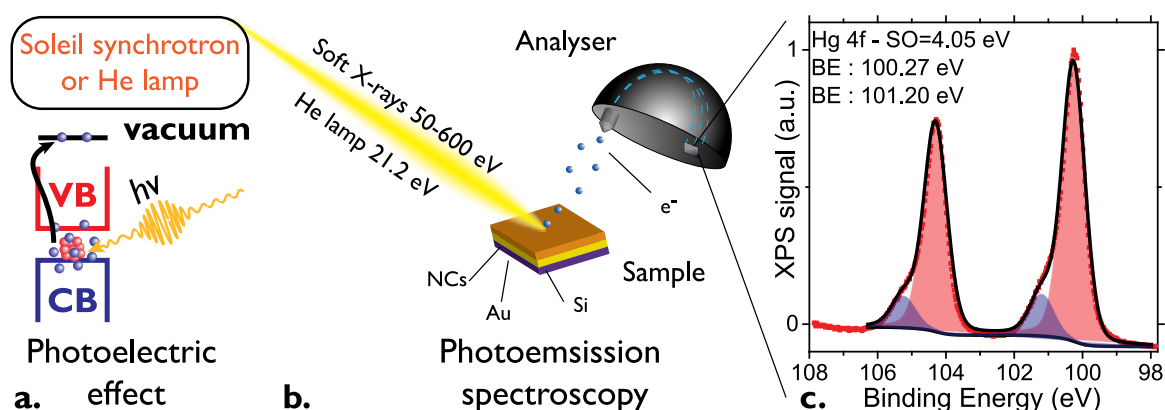 Soleil synchrotron
or He lamp
vacuum
VB
hν
CB
Photoelectric
effect
a.
Soft X-rays 50-600 eV
He lamp 21.2 eV
Analyser
e-
NCs
Au
Si
Sample
Photoemsission
spectroscopy
b.
Hg 4f - SO=4.05 eV
BE : 100.27 eV
BE : 101.20 eV
XPS signal (a.u.)
1
0
108 106 104 102 100 98
Binding Energy (eV)
c.